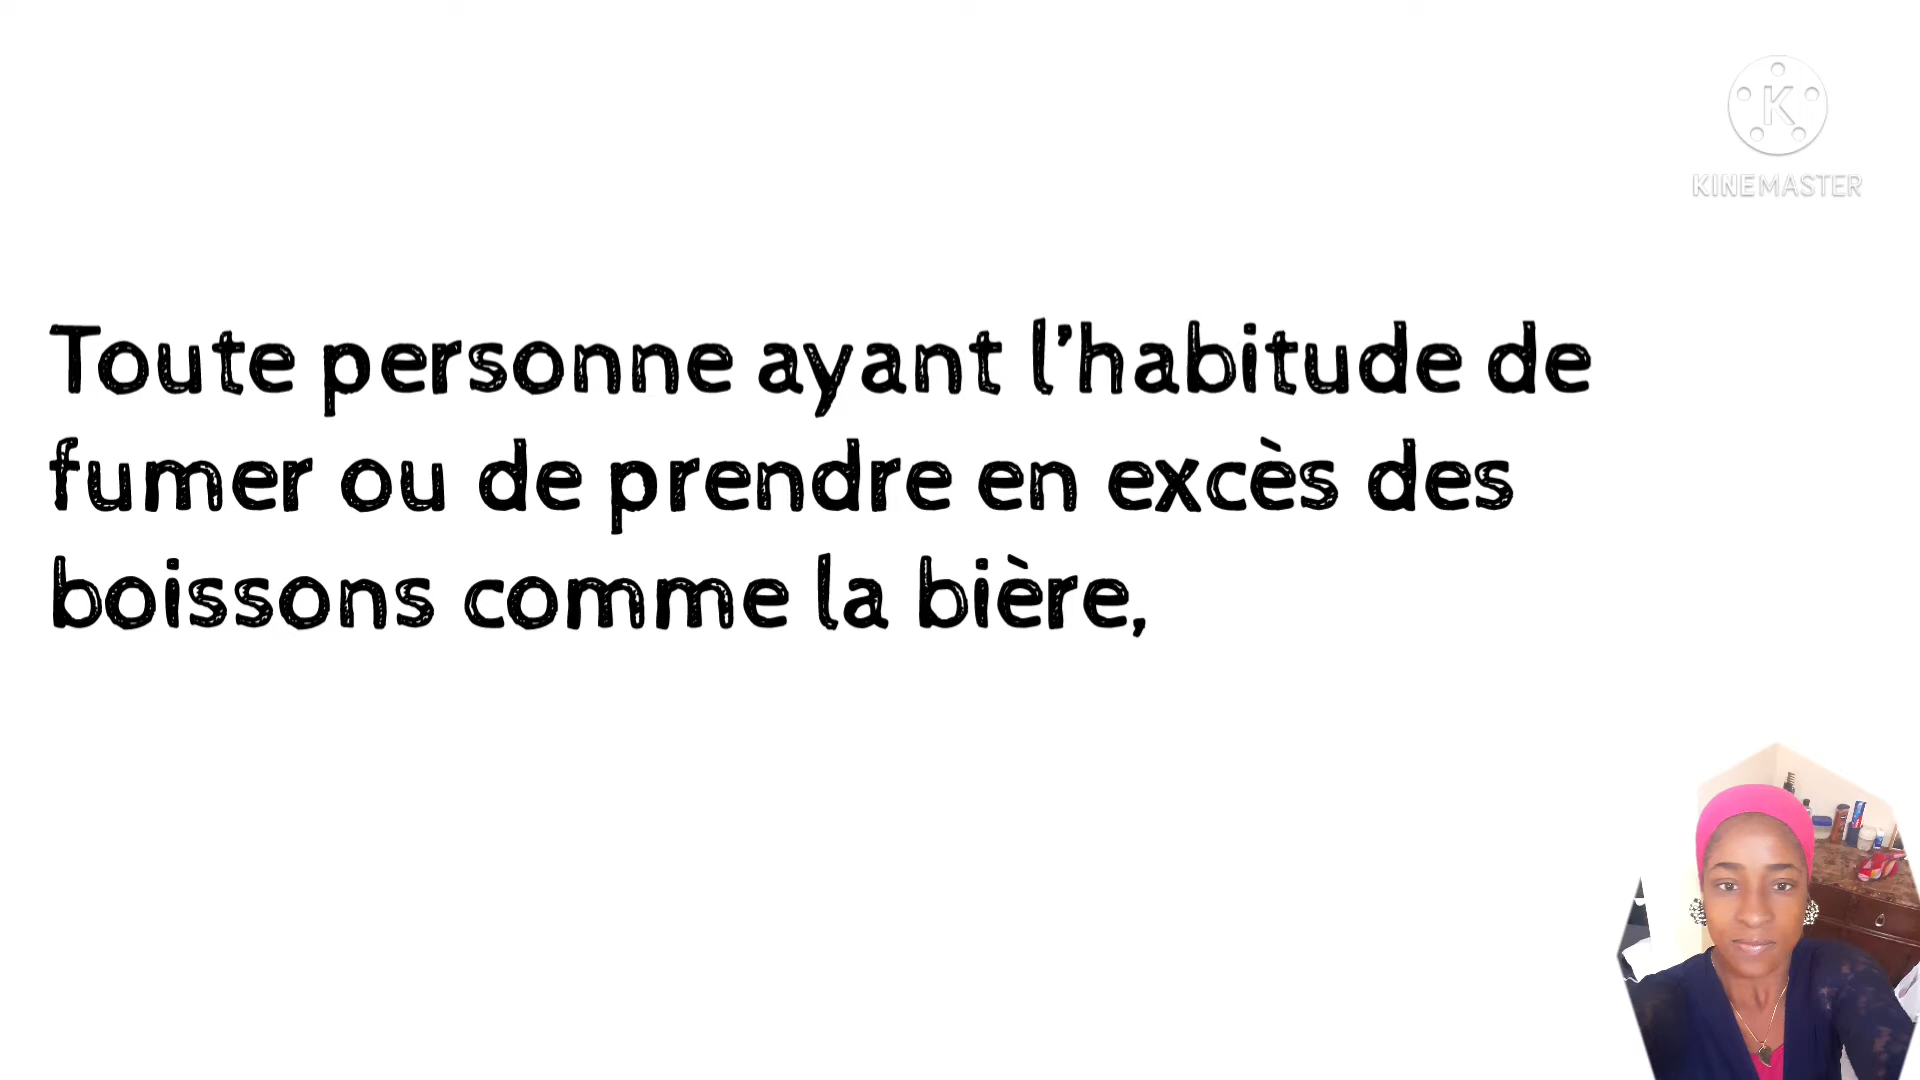 KINEMASTER
Toute personne ayant l'habitude de
fumer ou de prendre en excès des
boissons comme la bière,